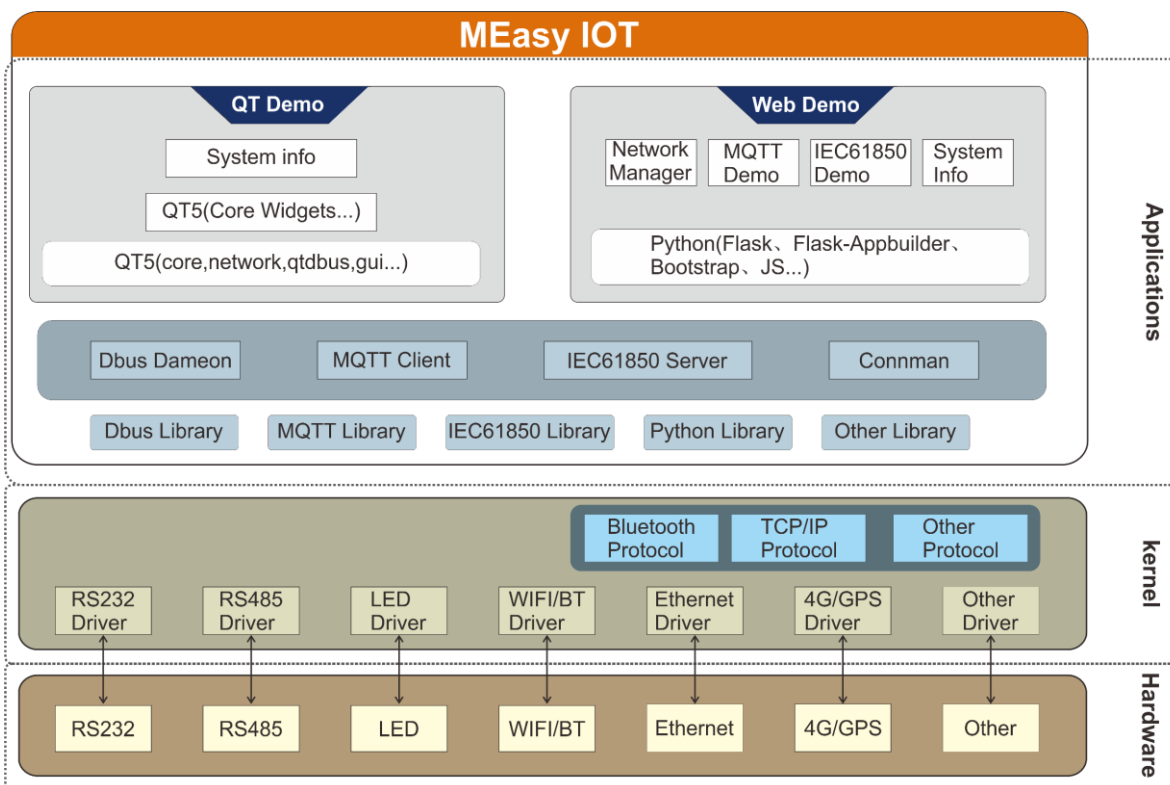 MEasy IOT
QT Demo
System info
QT5(Core Widgets...)
QT5(core,network,qtdbus,gui...)
Web Demo
Network
Manager
MQTT
Demo
IEC61850
Demo
System
Info
Python(Flask、Flask-Appbuilder、
Bootstrap、JS...)
Dbus Dameon
MQTT Client
IEC61850 Server
Connman
Dbus Library
MQTT Library
IEC61850 Library
Python Library
Other Library
Applications
Bluetooth
Protocol
TCP/IP
Protocol
Other
Protocol
RS232
Driver
RS485
Driver
LED
Driver
WIFI/BT
Driver
Ethernet
Driver
4G/GPS
Driver
Other
Driver
kernel
RS232
RS485
LED
WIFI/BT
Ethernet
4G/GPS
Other
Hardware